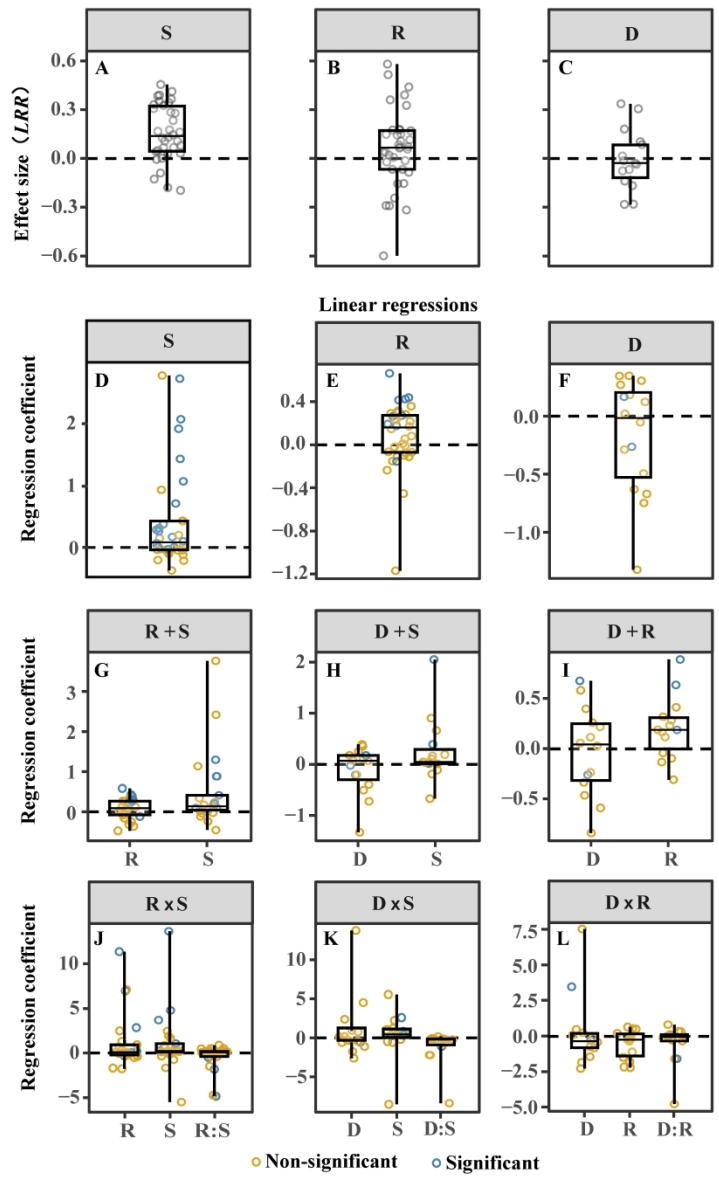 S R D
A B C
0.6
0.3
0.0
−0.3
−0.6
Effect size (LRR)
Linear regressions
S R D
D E F
2
1
0
0.4
0.0
−0.4
−0.8
−1.2
0.0
−0.5
−1.0
Regression coefficient
R + S D + S D + R
G H I
3
2
1
0
2
1
0
−1
0.5
0.0
−0.5
Regression coefficient
R S D S D R
R x S D x S D x R
J K L
10
5
0
−5
10
5
0
−5
7.5
5.0
2.5
0.0
−2.5
−5.0
Regression coefficient
R S R:S D S D:S D R D:R
Non-significant Significant